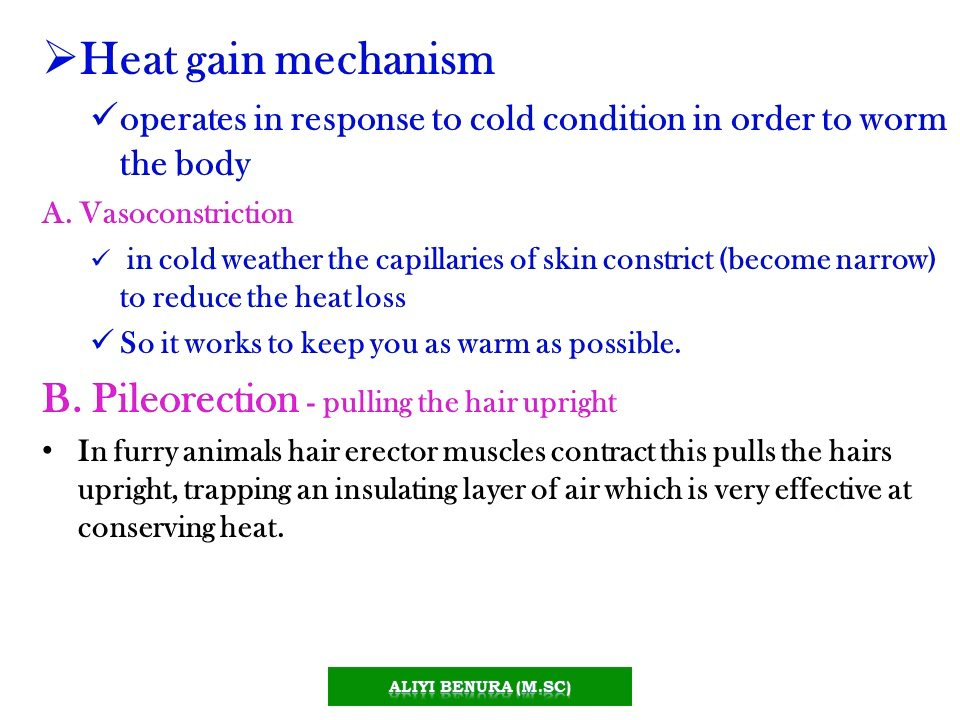 ➢Heat gain mechanism
✓operates in response to cold condition in order to worm
the body
A. Vasoconstriction
✓ in cold weather the capillaries of skin constrict (become narrow)
to reduce the heat loss
✓So it works to keep you as warm as possible.
B. Pileorection - pulling the hair upright
• In furry animals hair erector muscles contract this pulls the hairs
upright, trapping an insulating layer of air which is very effective at
conserving heat.
ALIYI BENURA (M.SC)